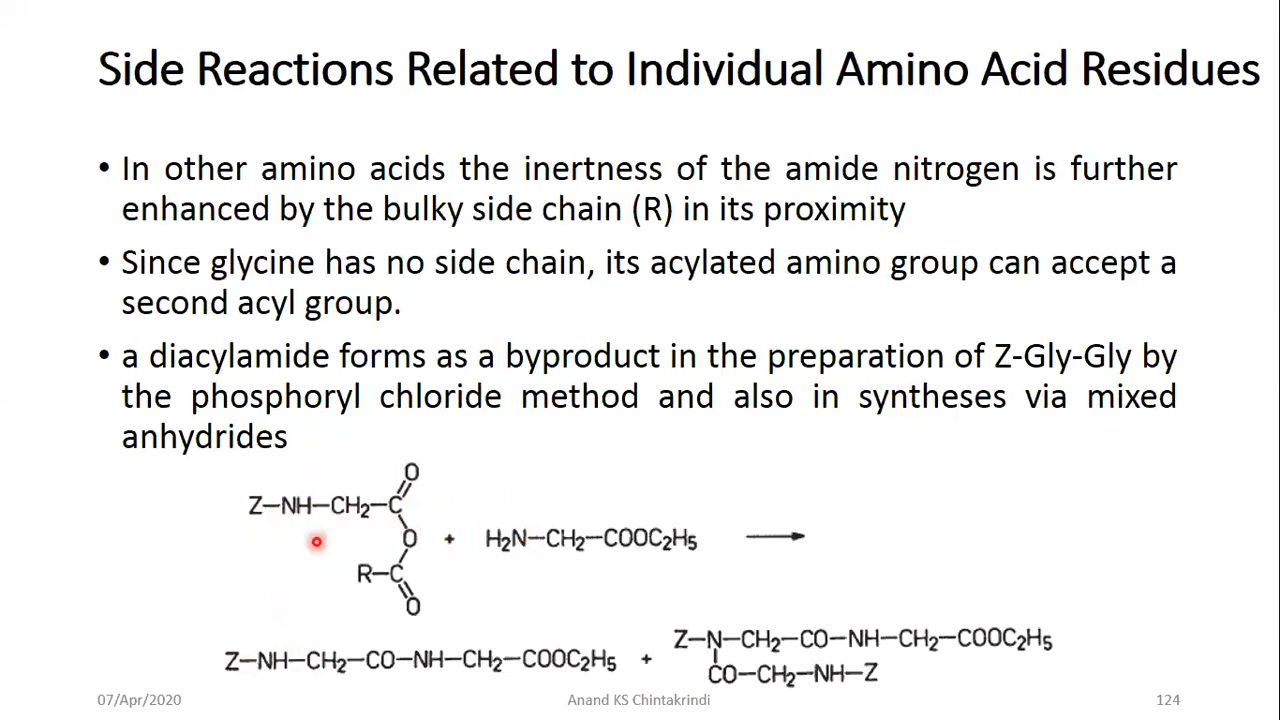 Side Reactions Related to Individual Amino Acid Residues
• In other amino acids the inertness of the amide nitrogen is further
enhanced by the bulky side chain (R) in its proximity
• Since glycine has no side chain, its acylated amino group can accept a
second acyl group.
• a diacylamide forms as a byproduct in the preparation of Z-Gly-Gly by
the phosphoryl chloride method and also in syntheses via mixed
anhydrides
O
Z–NH–CH₂–C
O + H₂N–CH₂–COOC₂H₅ ⟶
R–C
O
Z–NH–CH₂–CO–NH–CH₂–COOC₂H₅ + Z–N–CH₂–CO–NH–CH₂–COOC₂H₅
CO–CH₂–NH–Z
07/Apr/2020 Anand KS Chintakrindi 124